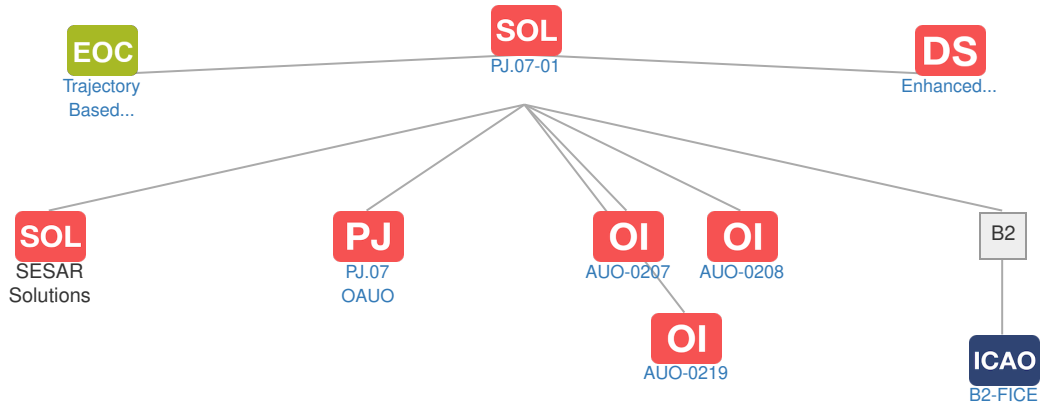 EOC
Trajectory
Based...
SOL
PJ.07-01
DS
Enhanced...
SOL
SESAR
Solutions
PJ
PJ.07
OAUO
OI
AUO-0207
OI
AUO-0208
B2
OI
AUO-0219
ICAO
B2-FICE